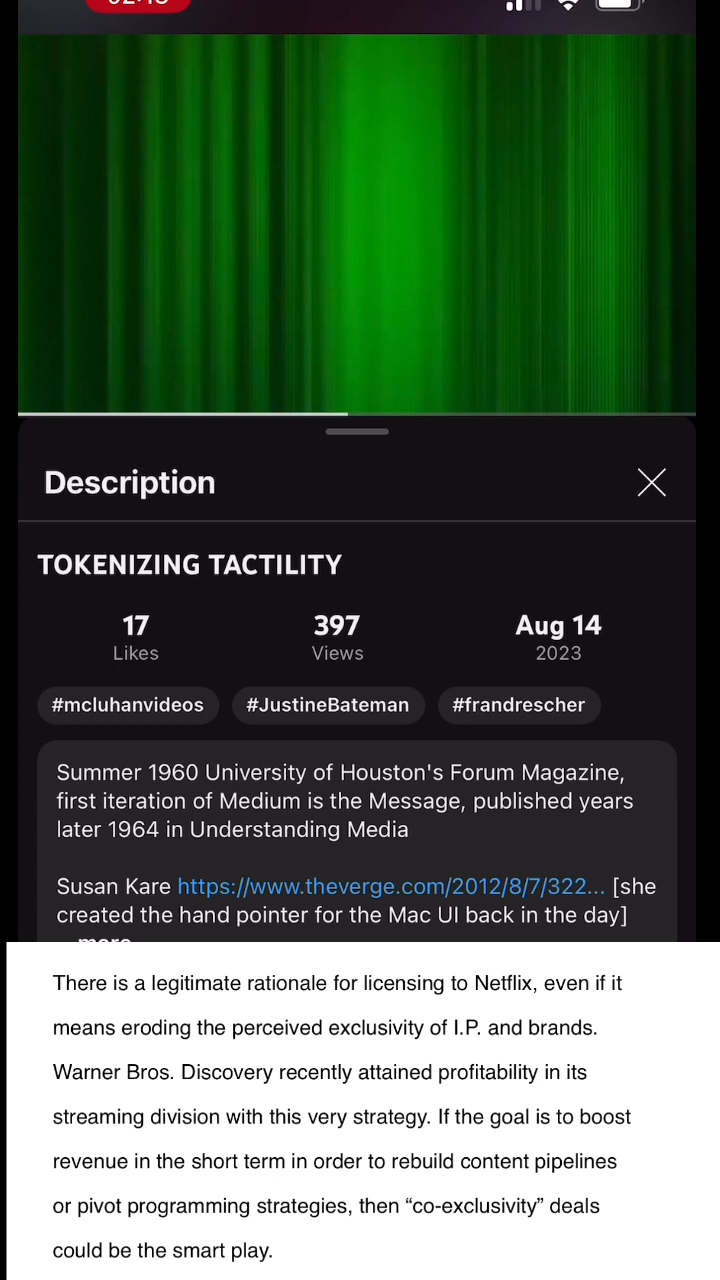 Description
TOKENIZING TACTILITY
17 397 Aug 14
Likes Views 2023
#mcluhanvideos #JustineBateman #frandrescher
Summer 1960 University of Houston's Forum Magazine,
first iteration of Medium is the Message, published years
later 1964 in Understanding Media
Susan Kare https://www.theverge.com/2012/8/7/322... [she
created the hand pointer for the Mac UI back in the day]
There is a legitimate rationale for licensing to Netflix, even if it
means eroding the perceived exclusivity of I.P. and brands.
Warner Bros. Discovery recently attained profitability in its
streaming division with this very strategy. If the goal is to boost
revenue in the short term in order to rebuild content pipelines
or pivot programming strategies, then “co-exclusivity” deals
could be the smart play.